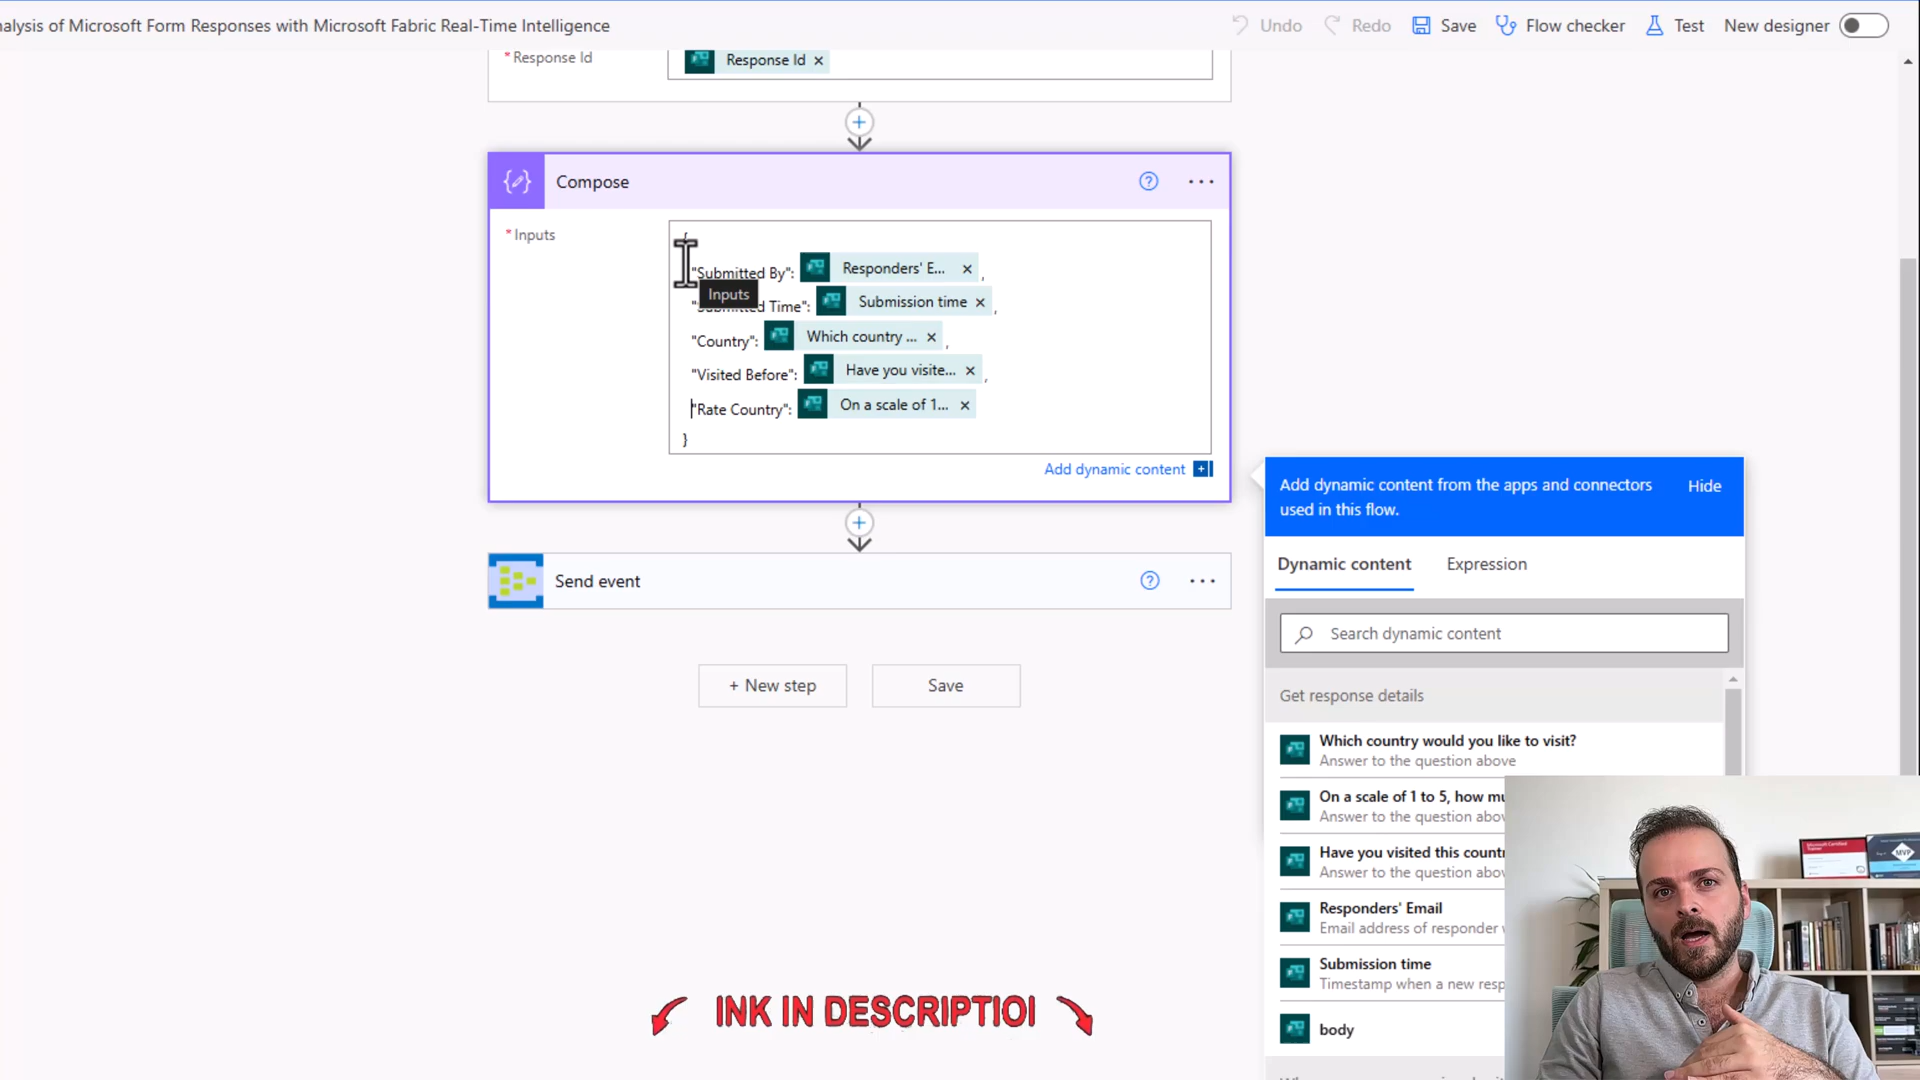 nalysis of Microsoft Form Responses with Microsoft Fabric Real-Time Intelligence
Undo
Redo
Save
Flow checker
Test
New designer
* Response Id
Response Id ×
Compose
* Inputs
{
"Submitted By": Responders' E... × ,
Inputs
Time": Submission time × ,
"Country": Which country ... × ,
"Visited Before": Have you visite... × ,
"Rate Country": On a scale of 1... ×
}
Add dynamic content
Send event
+ New step
Save
Add dynamic content from the apps and connectors
used in this flow.
Hide
Dynamic content
Expression
Search dynamic content
Get response details
Which country would you like to visit?
Answer to the question above
On a scale of 1 to 5, how mu
Answer to the question abov
Have you visited this countr
Answer to the question abov
Responders' Email
Email address of responder
Submission time
Timestamp when a new resp
body
MVP
INK IN DESCRIPTIO